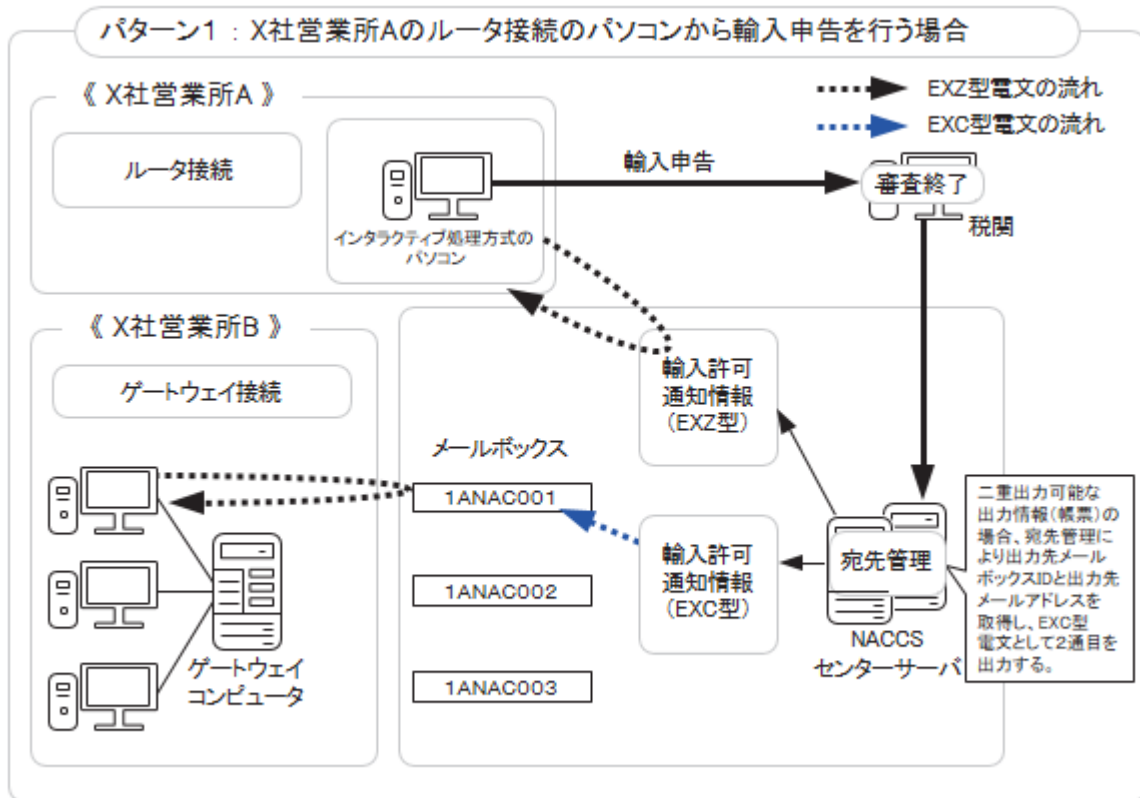 パターン1 : X社営業所Aのルータ接続のパソコンから輸入申告を行う場合
《 X社営業所A 》
EXZ型電文の流れ
EXC型電文の流れ
ルータ接続
インタラクティブ処理方式の
パソコン
輸入申告
審査終了
税関
《 X社営業所B 》
ゲートウェイ接続
ゲートウェイ
コンピュータ
メールボックス
1ANAC001
1ANAC002
1ANAC003
輸入許可
通知情報
(EXZ型)
輸入許可
通知情報
(EXC型)
宛先管理
NACCS
センターサーバ
二重出力可能な
出力情報(帳票)の
場合、宛先管理に
より出力先メール
ボックスIDと出力先
メールアドレスを
取得し、EXC型
電文として2通目を
出力する。